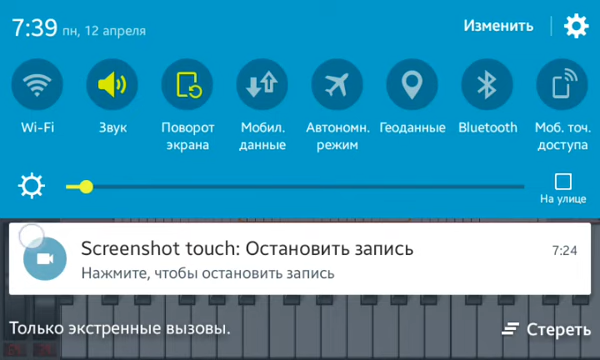 7:39 пн, 12 апреля
Изменить
Wi-Fi
Звук
Поворот
экрана
Мобил.
данные
Автономн.
режим
Геоданные
Bluetooth
Моб. точ.
доступа
На улице
Screenshot touch: Остановить запись
7:24
Нажмите, чтобы остановить запись
Только экстренные вызовы.
Стереть